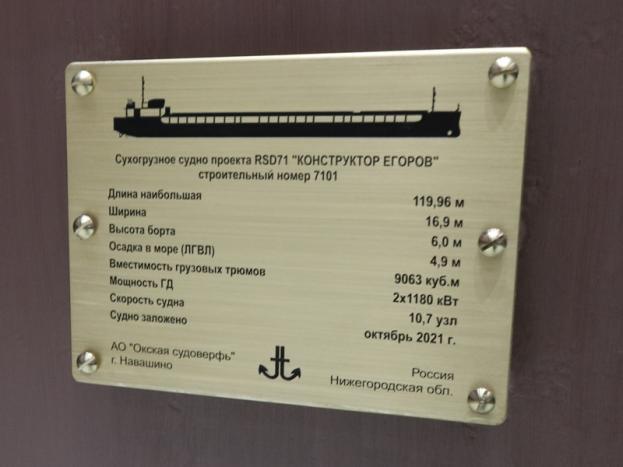 Сухогрузное судно проекта RSD71 "КОНСТРУКТОР ЕГОРОВ"
строительный номер 7101
Длина наибольшая 119,96 м
Ширина 16,9 м
Высота борта 6,0 м
Осадка в море (ЛГВЛ) 4,9 м
Вместимость грузовых трюмов 9063 куб.м
Мощность ГД 2х1180 кВт
Скорость судна 10,7 узл
Судно заложено октябрь 2021 г.
АО "Окская судоверфь" Россия
г. Навашино Нижегородская обл.